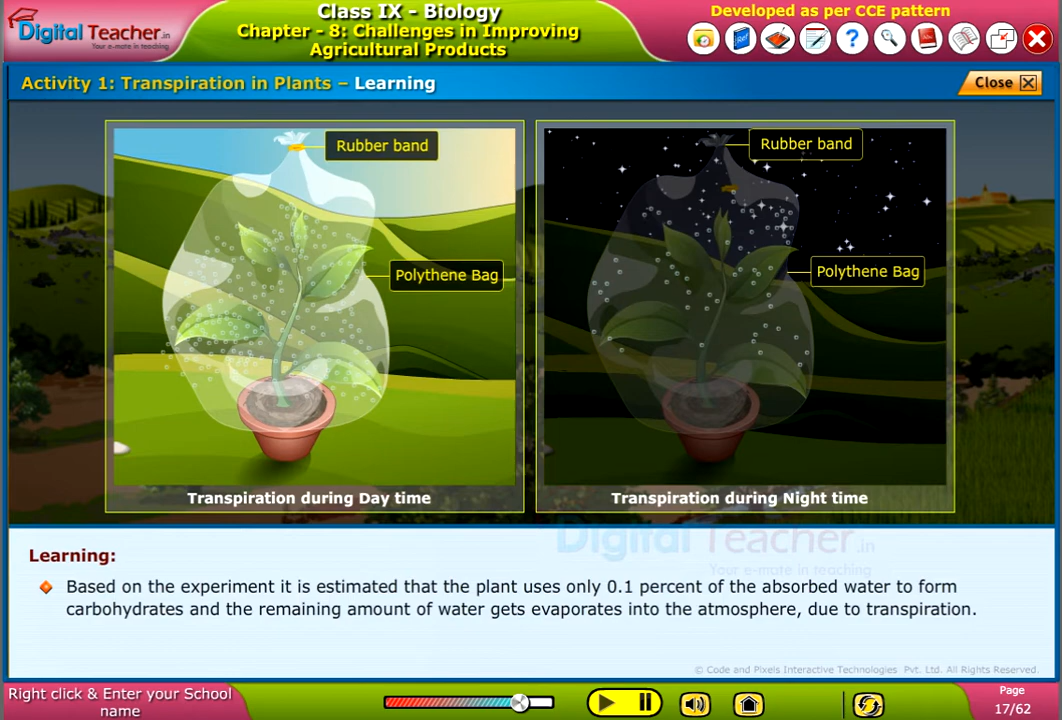 Digital Teacher.in
Your e-mate in teaching
Class IX - Biology
Chapter - 8: Challenges in Improving
Agricultural Products
Developed as per CCE pattern
Ref
?
Activity 1: Transpiration in Plants – Learning
Close
Rubber band
Polythene Bag
Transpiration during Day time
Rubber band
Polythene Bag
Transpiration during Night time
Digital Teacher.in
Your e-mate in teaching
Learning:
Based on the experiment it is estimated that the plant uses only 0.1 percent of the absorbed water to form
carbohydrates and the remaining amount of water gets evaporates into the atmosphere, due to transpiration.
© Code and Pixels Interactive Technologies Pvt. Ltd. All Rights Reserved.
Right click & Enter your School
name
Page
17/62